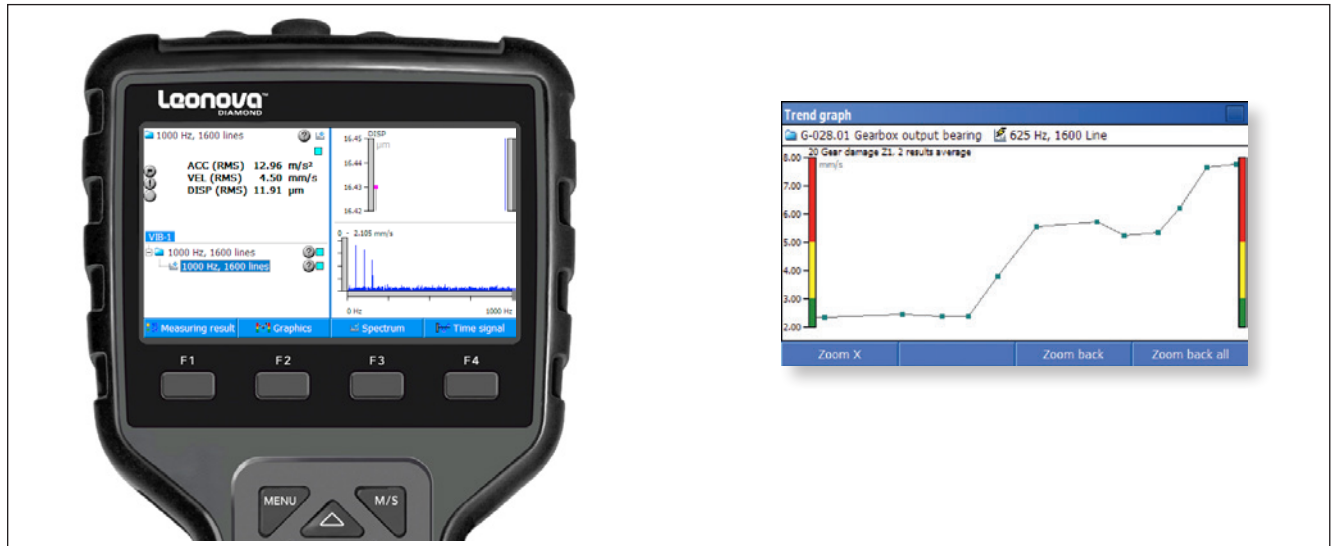 Leonova™
DIAMOND
1000 Hz, 1600 lines
ACC (RMS) 12.96 m/s²
VEL (RMS) 4.50 mm/s
DISP (RMS) 11.91 µm
VIB-1
1000 Hz, 1600 lines
1000 Hz, 1600 lines
DISP
16.45
µm
16.44
16.43
16.42
0 - 2.105 mm/s
0 Hz 1000 Hz
Measuring result Graphics Spectrum Time signal
F1 F2 F3 F4
MENU M/S
Trend graph
G-028.01 Gearbox output bearing 625 Hz, 1600 Line
20 Gear damage Z1. 2 results average
8.00
mm/s
7.00
6.00
5.00
4.00
3.00
2.00
Zoom X Zoom back Zoom back all